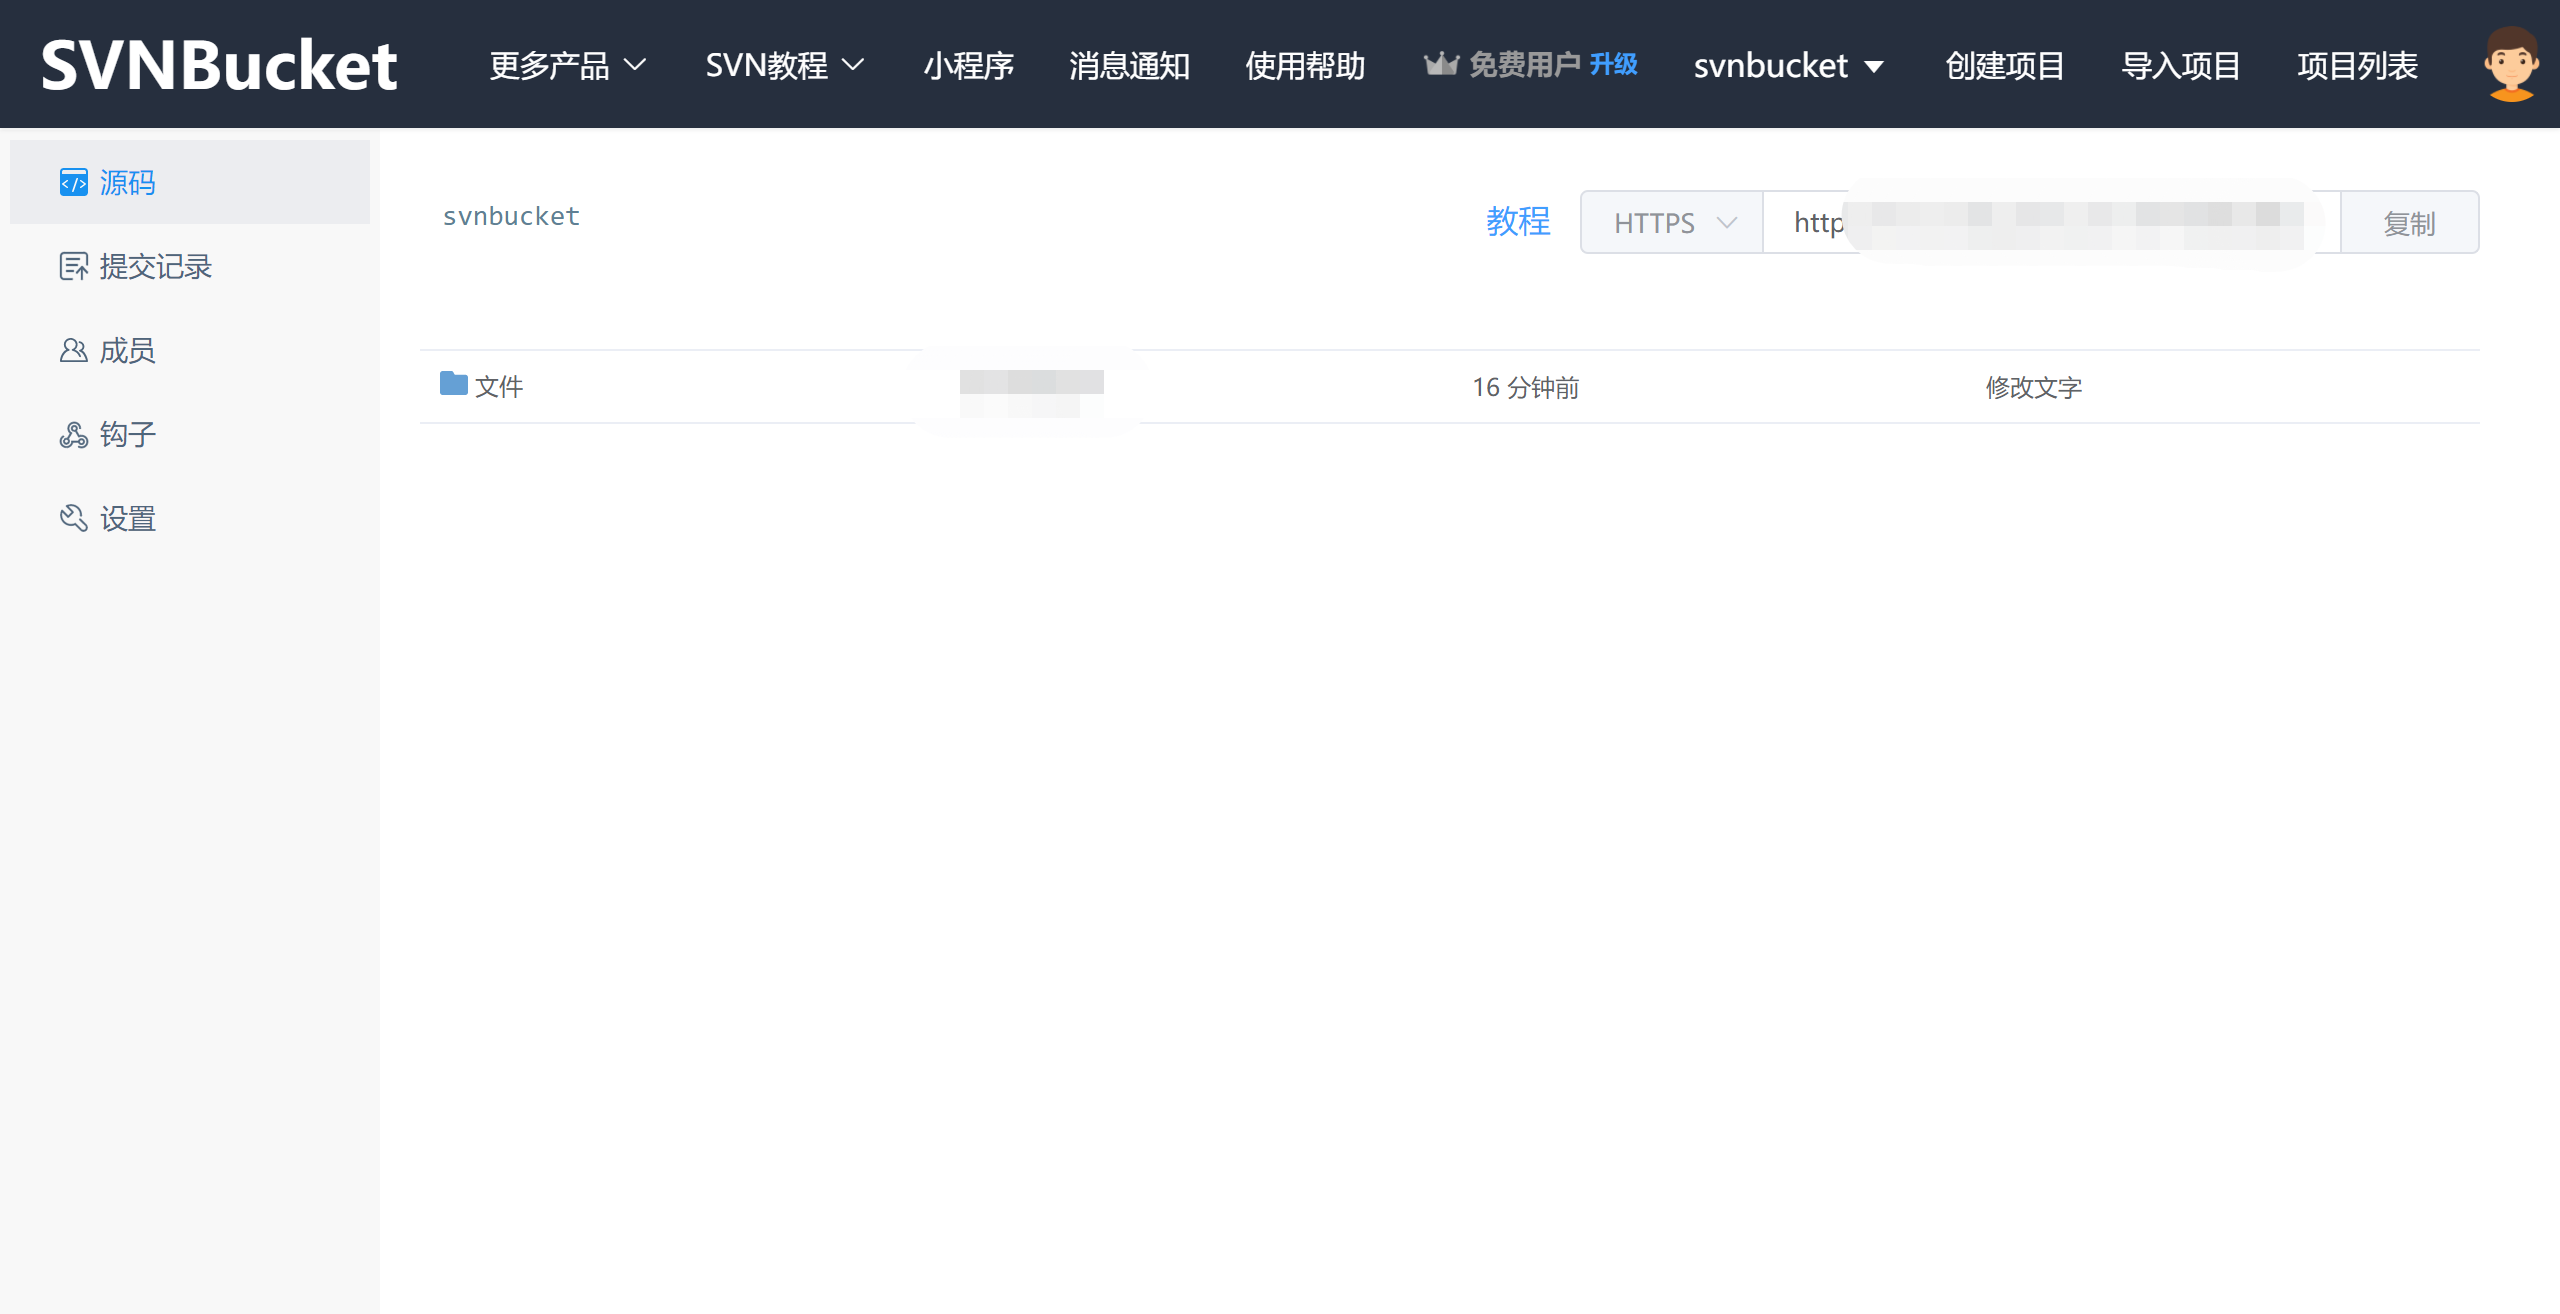 SVNBucket 更多产品 SVN教程 小程序 消息通知 使用帮助 免费用户 升级 svnbucket 创建项目 导入项目 项目列表
源码
提交记录
成员
钩子
设置
svnbucket 教程 HTTPS http 复制
文件 16 分钟前 修改文字